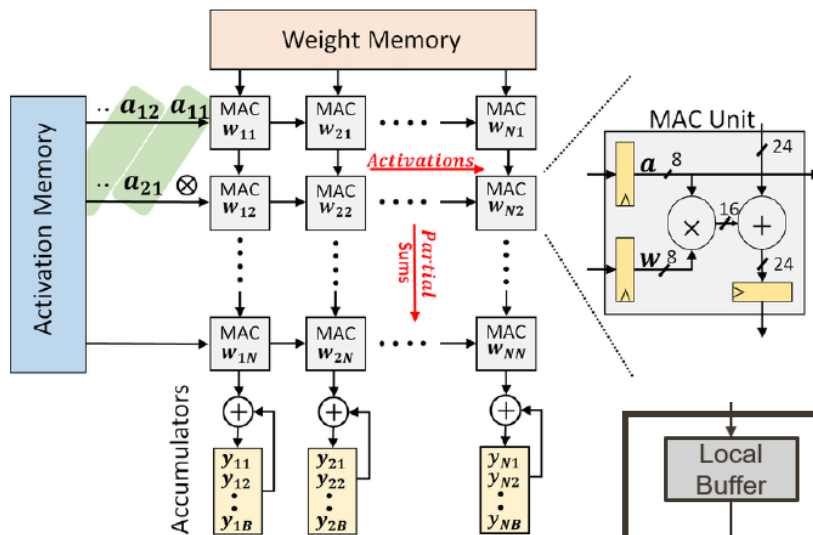 Weight Memory
Activation Memory
.. a12 a11
.. a21 ⊗
MAC w11
MAC w21
MAC wN1
MAC w12
MAC w22
MAC wN2
MAC w1N
MAC w2N
MAC wNN
Activations
Partial
Sums
Accumulators
y11
y12
y1B
y21
y22
y2B
yN1
yN2
yNB
MAC Unit
24
a 8
16
×
+
w 8
24
Local
Buffer